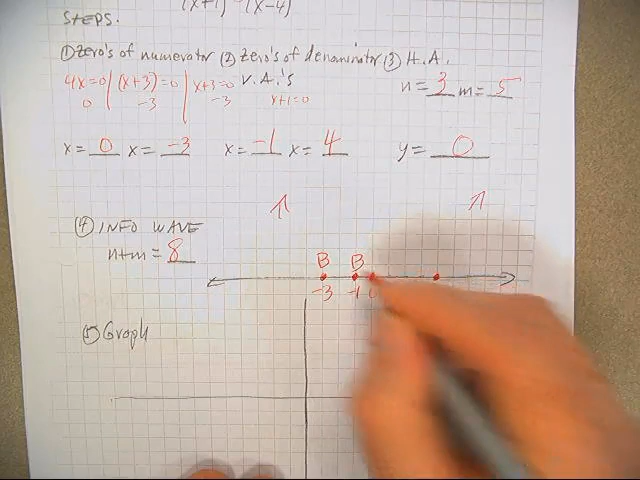 (x+1) (x-4)
STEPS.
① Zero's of numerator ② Zero's of denominator ③ H.A.
4x=0 | (x+3)=0 | x+3=0 V.A.'s n=3 m=5
0 -3 -3 x+1=0
x= 0 x= -3 x= -1 x= 4 y= 0
④ INFO WAVE
n+m = 8
B B
-3 -1
⑤ Graph